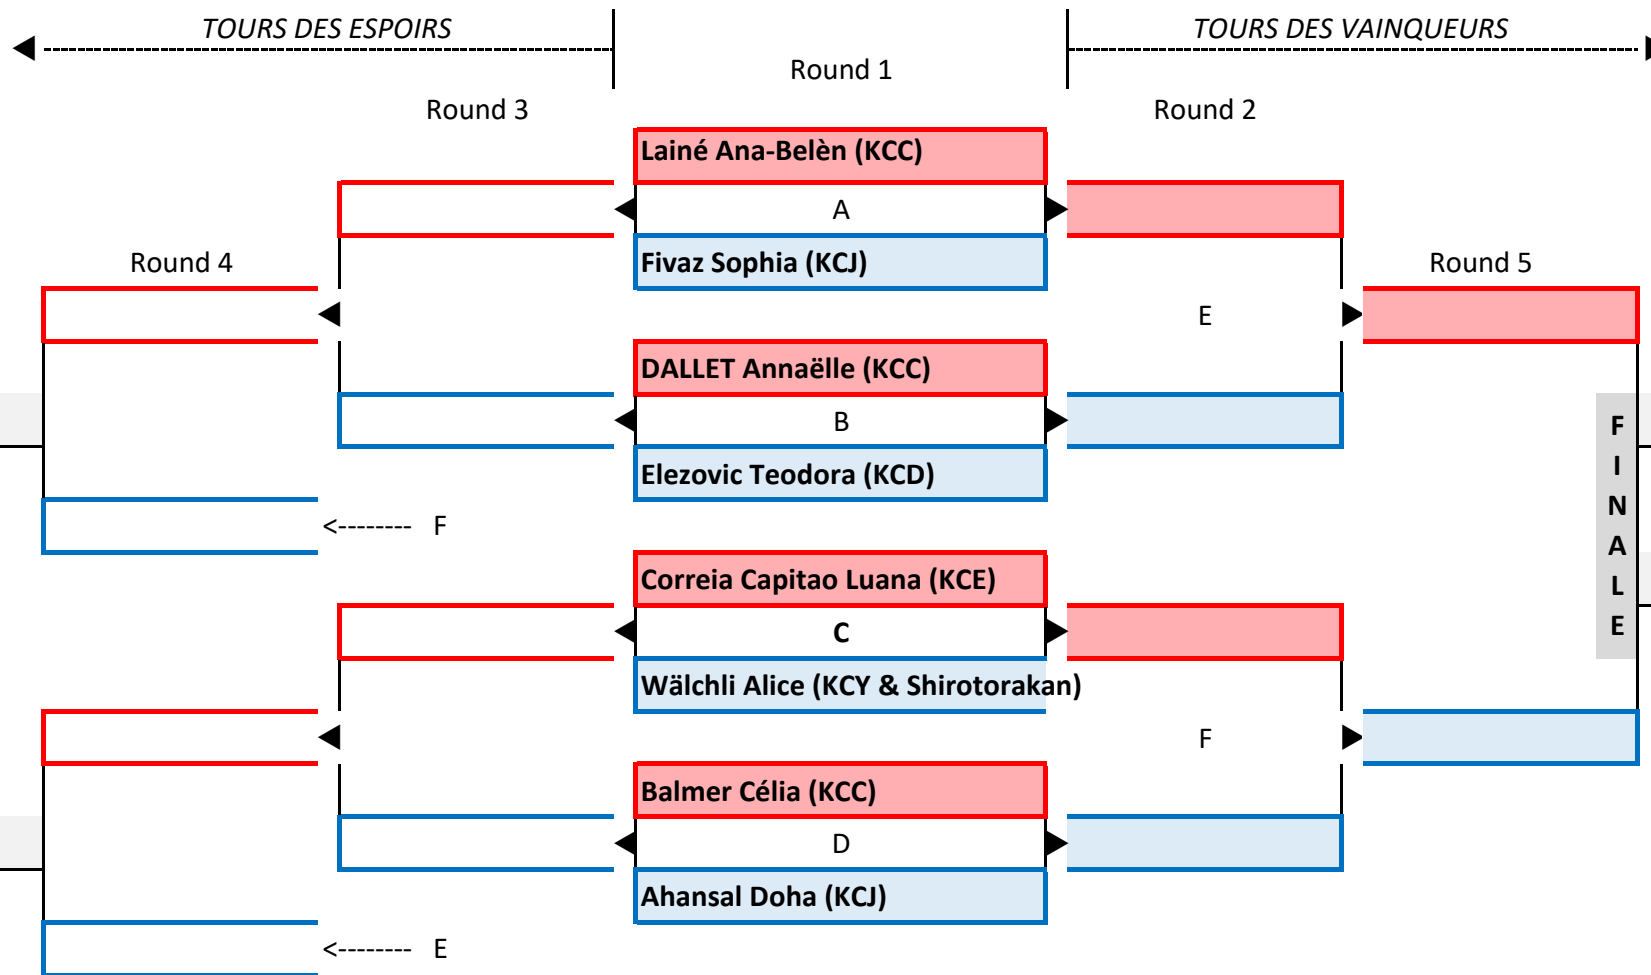 TOURS DES ESPOIRS
TOURS DES VAINQUEURS
Round 1
Round 3
Round 2
Lainé Ana-Belèn (KCC)
A
Fivaz Sophia (KCJ)
Round 4
Round 5
E
DALLET Annaëlle (KCC)
B
Elezovic Teodora (KCD)
FINALE
<-------- F
Correia Capitao Luana (KCE)
C
Wälchli Alice (KCY & Shirotorakan)
F
Balmer Célia (KCC)
D
Ahansal Doha (KCJ)
<-------- E